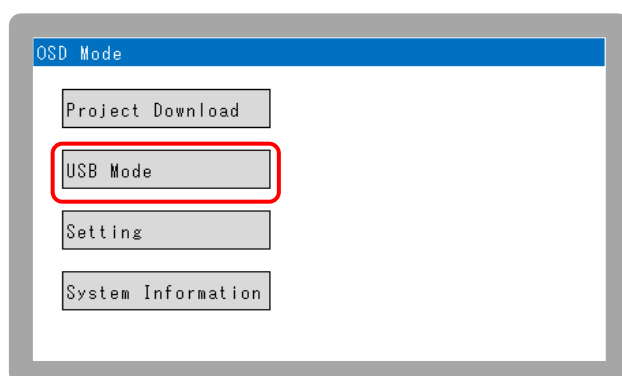 OSD Mode
Project Download
USB Mode
Setting
System Information